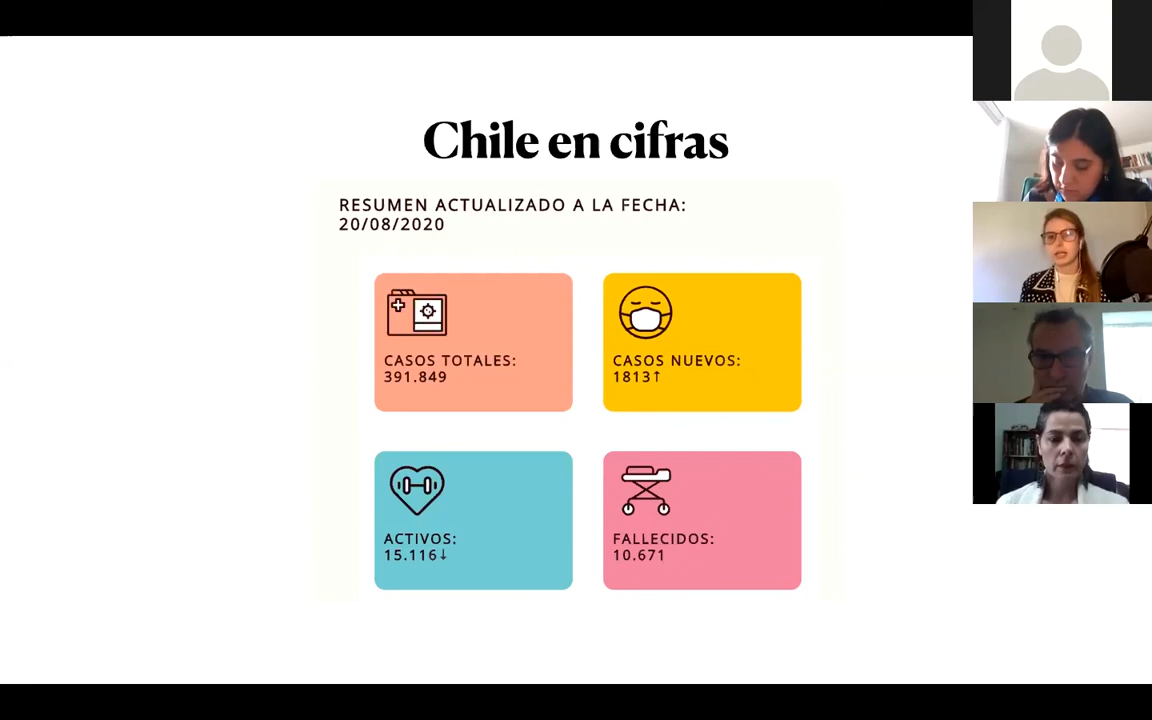 Chile en cifras
RESUMEN ACTUALIZADO A LA FECHA:
20/08/2020
CASOS TOTALES:
391.849
CASOS NUEVOS:
1813↑
ACTIVOS:
15.116↓
FALLECIDOS:
10.671